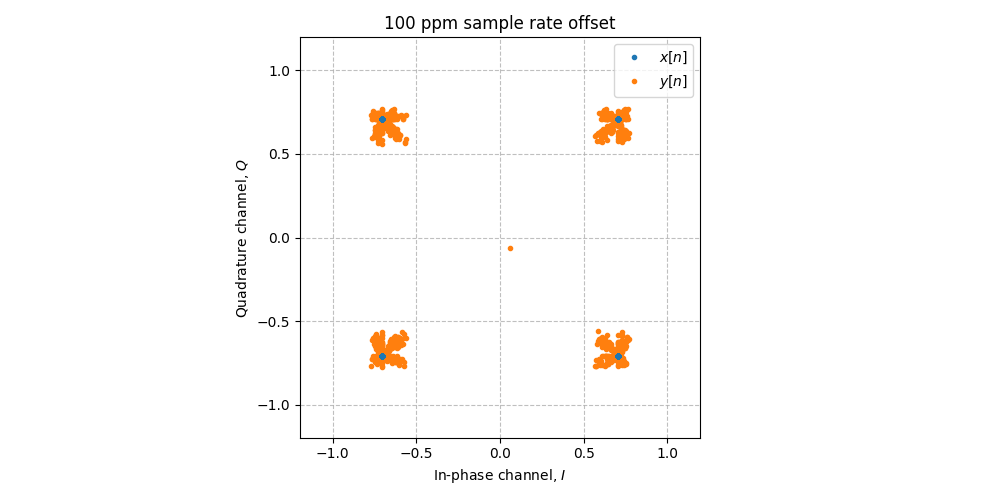 100 ppm sample rate offset
x[n]
y[n]
1.0
0.5
0.0
−0.5
−1.0
Quadrature channel, Q
−1.0
−0.5
0.0
0.5
1.0
In-phase channel, I